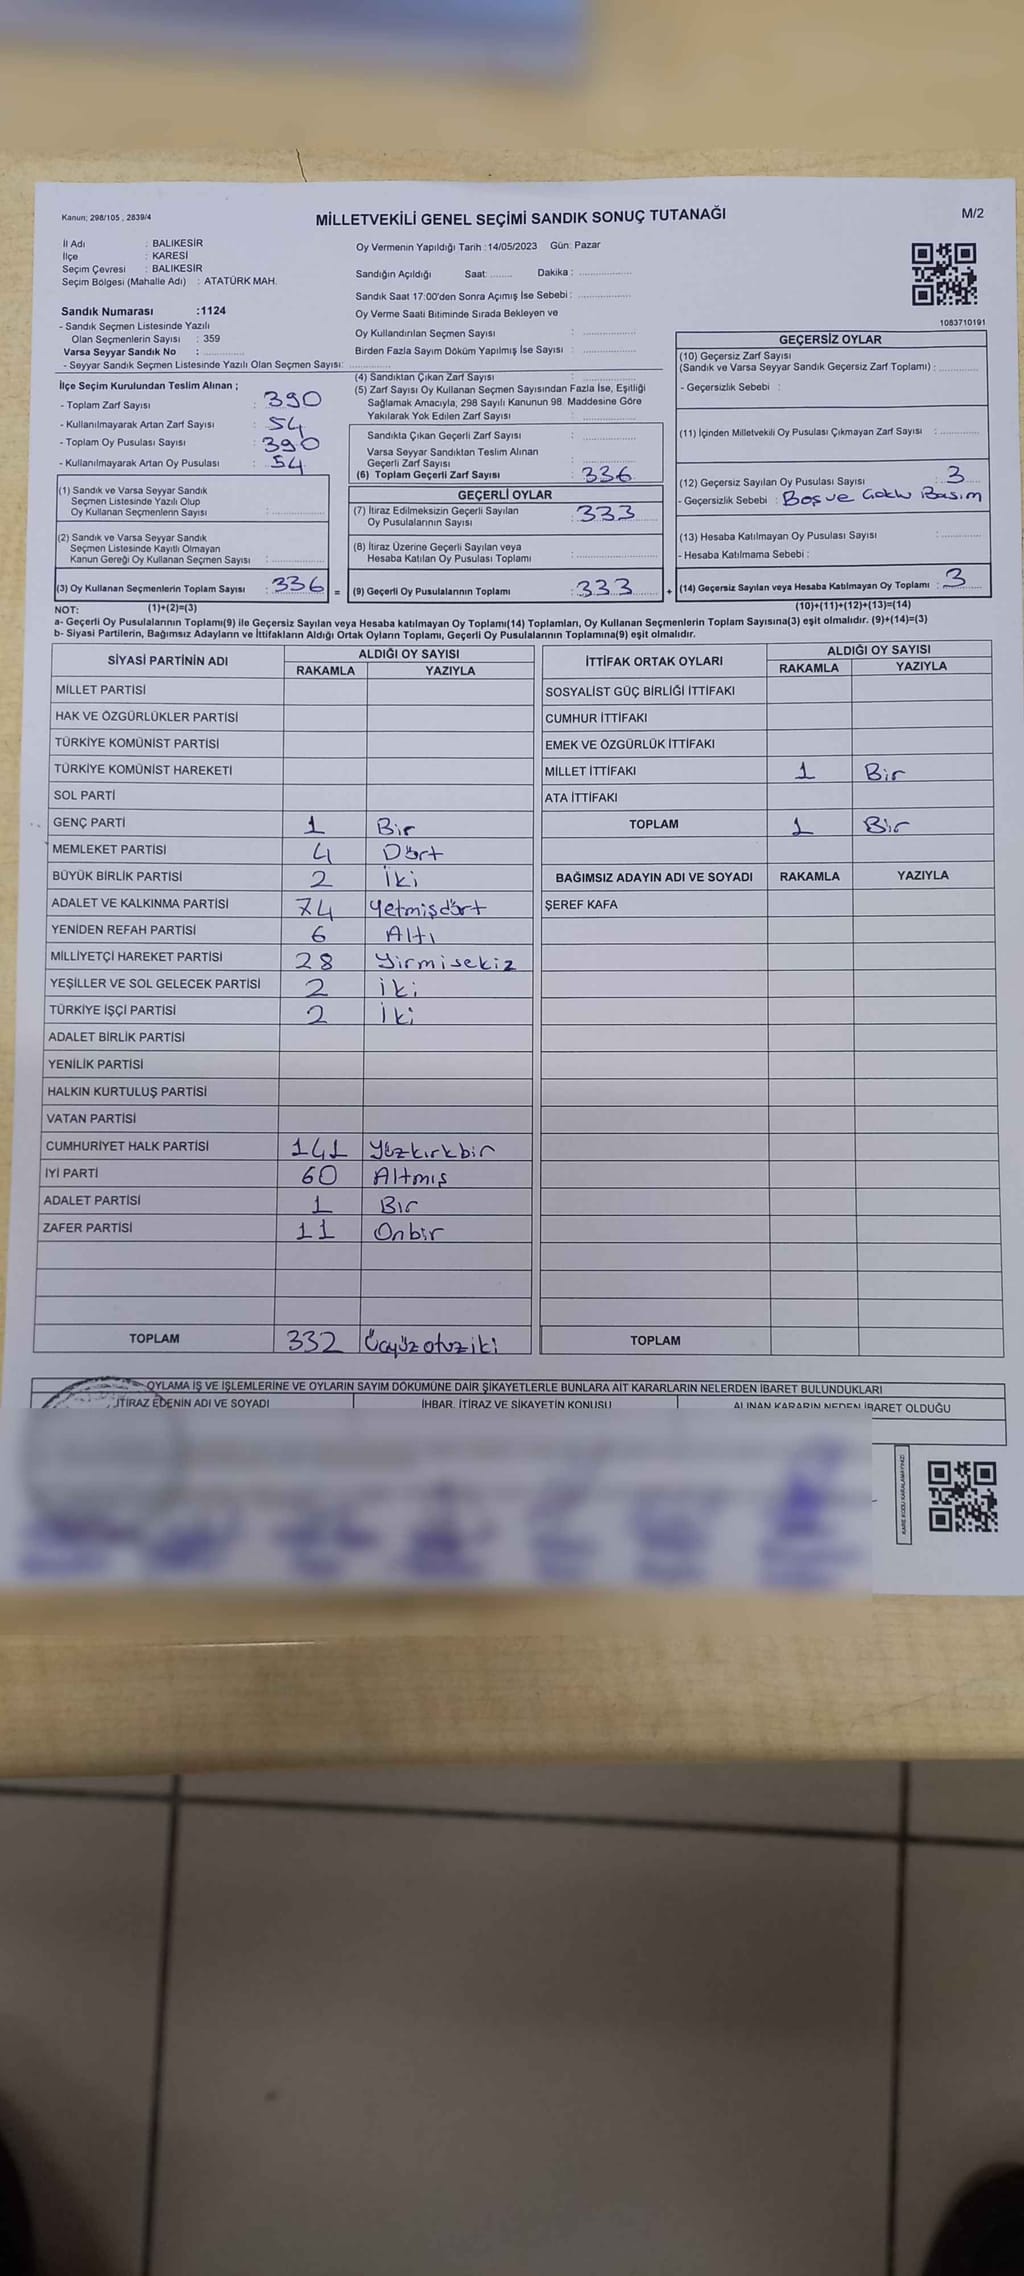 Kanun; 298/105 , 2839/4
MİLLETVEKİLİ GENEL SEÇİMİ SANDIK SONUÇ TUTANAĞI
M/2
İl Adı : BALIKESİR
İlçe : KARESİ
Seçim Çevresi : BALIKESİR
Seçim Bölgesi (Mahalle Adı) : ATATÜRK MAH.
Oy Vermenin Yapıldığı Tarih :14/05/2023 Gün: Pazar
Sandığın Açıldığı Saat: ........ Dakika : ..................
Sandık Saat 17:00'den Sonra Açımış İse Sebebi : ..................
Oy Verme Saati Bitiminde Sırada Bekleyen ve
Oy Kullandırılan Seçmen Sayısı : ..................
Birden Fazla Sayım Döküm Yapılmış İse Sayısı : ..................
1083710191
Sandık Numarası :1124
- Sandık Seçmen Listesinde Yazılı
Olan Seçmenlerin Sayısı : 359
Varsa Seyyar Sandık No : ..................
- Seyyar Sandık Seçmen Listesinde Yazılı Olan Seçmen Sayısı: ............
İlçe Seçim Kurulundan Teslim Alınan ;
- Toplam Zarf Sayısı : 390
- Kullanılmayarak Artan Zarf Sayısı : 54
- Toplam Oy Pusulası Sayısı : 390
- Kullanılmayarak Artan Oy Pusulası : 54
(1) Sandık ve Varsa Seyyar Sandık
Seçmen Listesinde Yazılı Olup
Oy Kullanan Seçmenlerin Sayısı : ..................
(2) Sandık ve Varsa Seyyar Sandık
Seçmen Listesinde Kayıtlı Olmayan
Kanun Gereği Oy Kullanan Seçmen Sayısı : ..................
(3) Oy Kullanan Seçmenlerin Toplam Sayısı : 336 =
(4) Sandıktan Çıkan Zarf Sayısı : ..................
(5) Zarf Sayısı Oy Kullanan Seçmen Sayısından Fazla İse, Eşitliği
Sağlamak Amacıyla; 298 Sayılı Kanunun 98. Maddesine Göre
Yakılarak Yok Edilen Zarf Sayısı : ..................
Sandıkta Çıkan Geçerli Zarf Sayısı : ..................
Varsa Seyyar Sandıktan Teslim Alınan
Geçerli Zarf Sayısı : ..................
(6) Toplam Geçerli Zarf Sayısı : 336
GEÇERLİ OYLAR
(7) İtiraz Edilmeksizin Geçerli Sayılan
Oy Pusulalarının Sayısı : 333
(8) İtiraz Üzerine Geçerli Sayılan veya
Hesaba Katılan Oy Pusulası Toplamı : ..................
(9) Geçerli Oy Pusulalarının Toplamı : 333 +
GEÇERSİZ OYLAR
(10) Geçersiz Zarf Sayısı
(Sandık ve Varsa Seyyar Sandık Geçersiz Zarf Toplamı) : ............
- Geçersizlik Sebebi :
(11) İçinden Milletvekili Oy Pusulası Çıkmayan Zarf Sayısı : ............
(12) Geçersiz Sayılan Oy Pusulası Sayısı : 3
- Geçersizlik Sebebi : Boş ve Çoklu Basım
(13) Hesaba Katılmayan Oy Pusulası Sayısı : ............
- Hesaba Katılmama Sebebi :
(14) Geçersiz Sayılan veya Hesaba Katılmayan Oy Toplamı : 3
NOT: (1)+(2)=(3) (10)+(11)+(12)+(13)=(14)
a- Geçerli Oy Pusulalarının Toplamı(9) ile Geçersiz Sayılan veya Hesaba katılmayan Oy Toplamı(14) Toplamları, Oy Kullanan Seçmenlerin Toplam Sayısına(3) eşit olmalıdır. (9)+(14)=(3)
b- Siyasi Partilerin, Bağımsız Adayların ve İttifakların Aldığı Ortak Oyların Toplamı, Geçerli Oy Pusulalarının Toplamına(9) eşit olmalıdır.
SİYASİ PARTİNİN ADI ALDIĞI OY SAYISI
RAKAMLA YAZIYLA
MİLLET PARTİSİ
HAK VE ÖZGÜRLÜKLER PARTİSİ
TÜRKİYE KOMÜNİST PARTİSİ
TÜRKİYE KOMÜNİST HAREKETİ
SOL PARTİ
GENÇ PARTİ 1 Bir
MEMLEKET PARTİSİ 4 Dört
BÜYÜK BİRLİK PARTİSİ 2 İki
ADALET VE KALKINMA PARTİSİ 74 Yetmişdört
YENİDEN REFAH PARTİSİ 6 Altı
MİLLİYETÇİ HAREKET PARTİSİ 28 Yirmisekiz
YEŞİLLER VE SOL GELECEK PARTİSİ 2 İki
TÜRKİYE İŞÇİ PARTİSİ 2 İki
ADALET BİRLİK PARTİSİ
YENİLİK PARTİSİ
HALKIN KURTULUŞ PARTİSİ
VATAN PARTİSİ
CUMHURİYET HALK PARTİSİ 141 Yüzkırkbir
İYİ PARTİ 60 Altmış
ADALET PARTİSİ 1 Bir
ZAFER PARTİSİ 11 Onbir
TOPLAM 332 Üçyüzotuziki
İTTİFAK ORTAK OYLARI ALDIĞI OY SAYISI
RAKAMLA YAZIYLA
SOSYALİST GÜÇ BİRLİĞİ İTTİFAKI
CUMHUR İTTİFAKI
EMEK VE ÖZGÜRLÜK İTTİFAKI
MİLLET İTTİFAKI 1 Bir
ATA İTTİFAKI
TOPLAM 1 Bir
BAĞIMSIZ ADAYIN ADI VE SOYADI RAKAMLA YAZIYLA
ŞEREF KAFA
TOPLAM
OYLAMA İŞ VE İŞLEMLERİNE VE OYLARIN SAYIM DÖKÜMÜNE DAİR ŞİKAYETLERLE BUNLARA AİT KARARLARIN NELERDEN İBARET BULUNDUKLARI
İTİRAZ EDENİN ADI VE SOYADI İHBAR, İTİRAZ VE ŞİKAYETİN KONUSU ALINAN KARARIN NEDEN İBARET OLDUĞU
KARE KODU KARALAMAYINIZ!